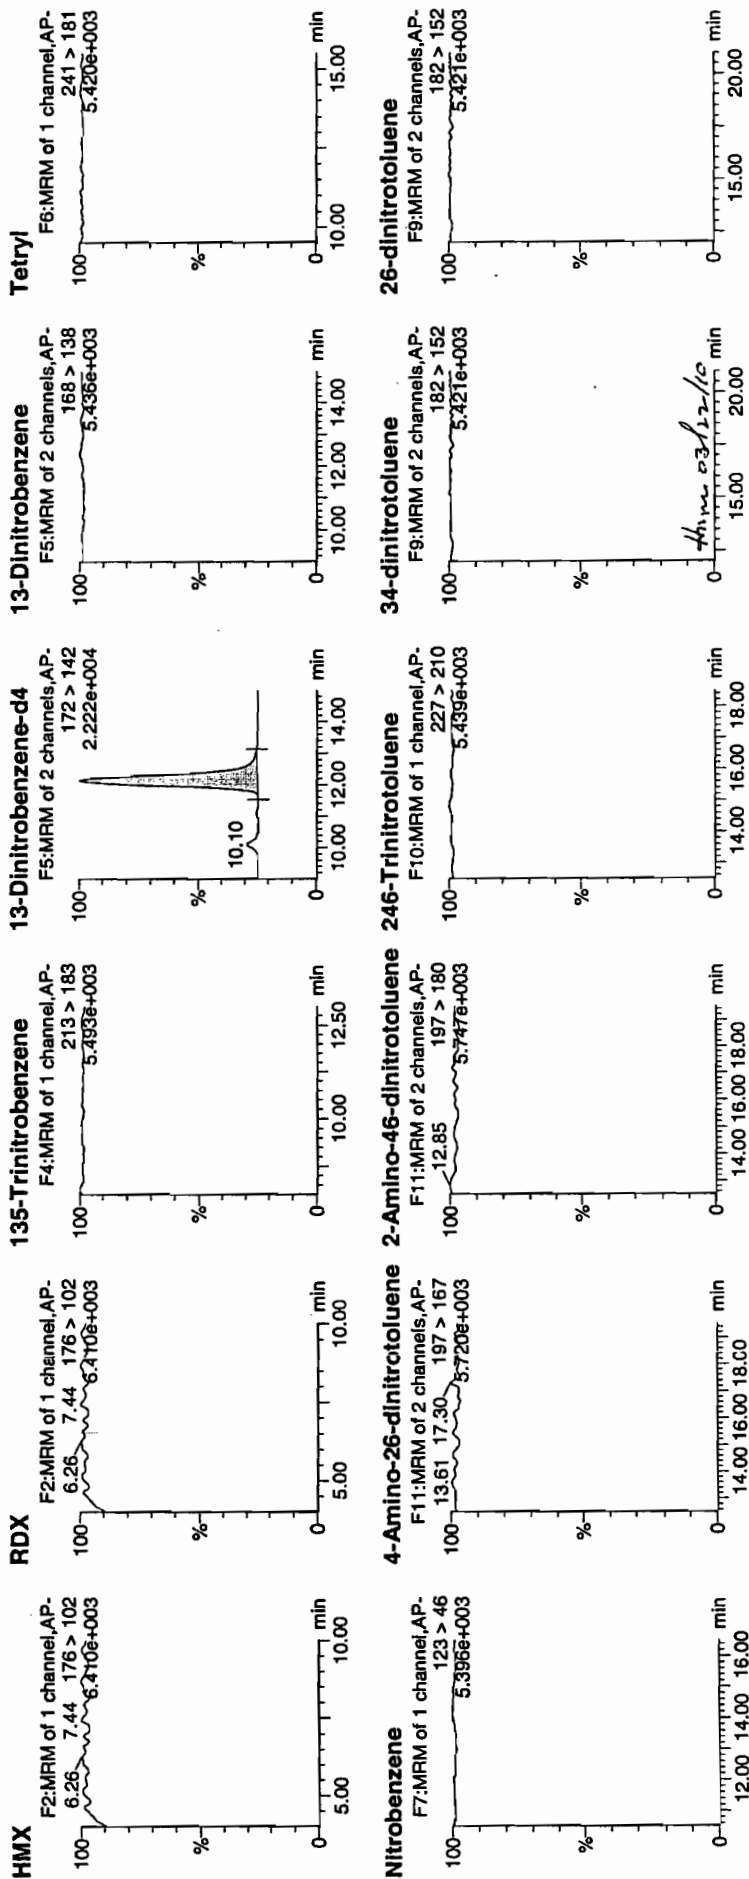 HMX
F2:MRM of 1 channel,AP-
6.26 7.44 176 > 102
6.410e+003
100
%
0
5.00 10.00 min
RDX
F2:MRM of 1 channel,AP-
6.26 7.44 176 > 102
6.410e+003
100
%
0
5.00 10.00 min
135-Trinitrobenzene
F4:MRM of 1 channel,AP-
213 > 183
5.493e+003
100
%
0
10.00 12.50 min
13-Dinitrobenzene-d4
F5:MRM of 2 channels,AP-
172 > 142
2.222e+004
100
10.10
%
0
10.00 12.00 14.00 min
13-Dinitrobenzene
F5:MRM of 2 channels,AP-
168 > 138
5.436e+003
100
%
0
10.00 12.00 14.00 min
Tetryl
F6:MRM of 1 channel,AP-
241 > 181
5.420e+003
100
%
0
10.00 15.00 min
Nitrobenzene
F7:MRM of 1 channel,AP-
123 > 46
5.396e+003
100
%
0
12.00 14.00 16.00 min
4-Amino-26-dinitrotoluene
F11:MRM of 2 channels,AP-
13.61 17.30 197 > 167
5.720e+003
100
%
0
14.00 16.00 18.00 min
2-Amino-46-dinitrotoluene
F11:MRM of 2 channels,AP-
12.85 197 > 180
5.747e+003
100
%
0
14.00 16.00 18.00 min
246-Trinitrotoluene
F10:MRM of 1 channel,AP-
227 > 210
5.439e+003
100
%
0
14.00 16.00 18.00 min
34-dinitrotoluene
F9:MRM of 2 channels,AP-
182 > 152
5.421e+003
100
%
03/22/10
0
15.00 20.00 min
26-dinitrotoluene
F9:MRM of 2 channels,AP-
182 > 152
5.421e+003
100
%
0
15.00 20.00 min